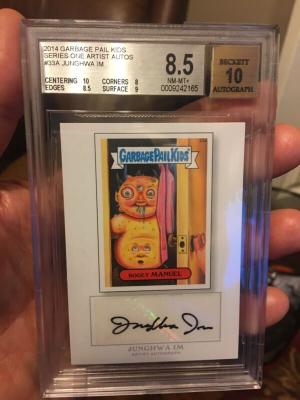 2014 GARBAGE PAIL KIDS
SERIES ONE ARTIST AUTOS
#33A JUNGHWA IM
CENTERING 10 CORNERS 8
EDGES 8.5 SURFACE 9
8.5
NM-MT+
0009242165
BECKETT
10
AUTOGRAPH
33a
GARBAGE PAIL KIDS
BOGEY MANUEL
Junghwa Im
JUNGHWA IM
ARTIST AUTOGRAPH